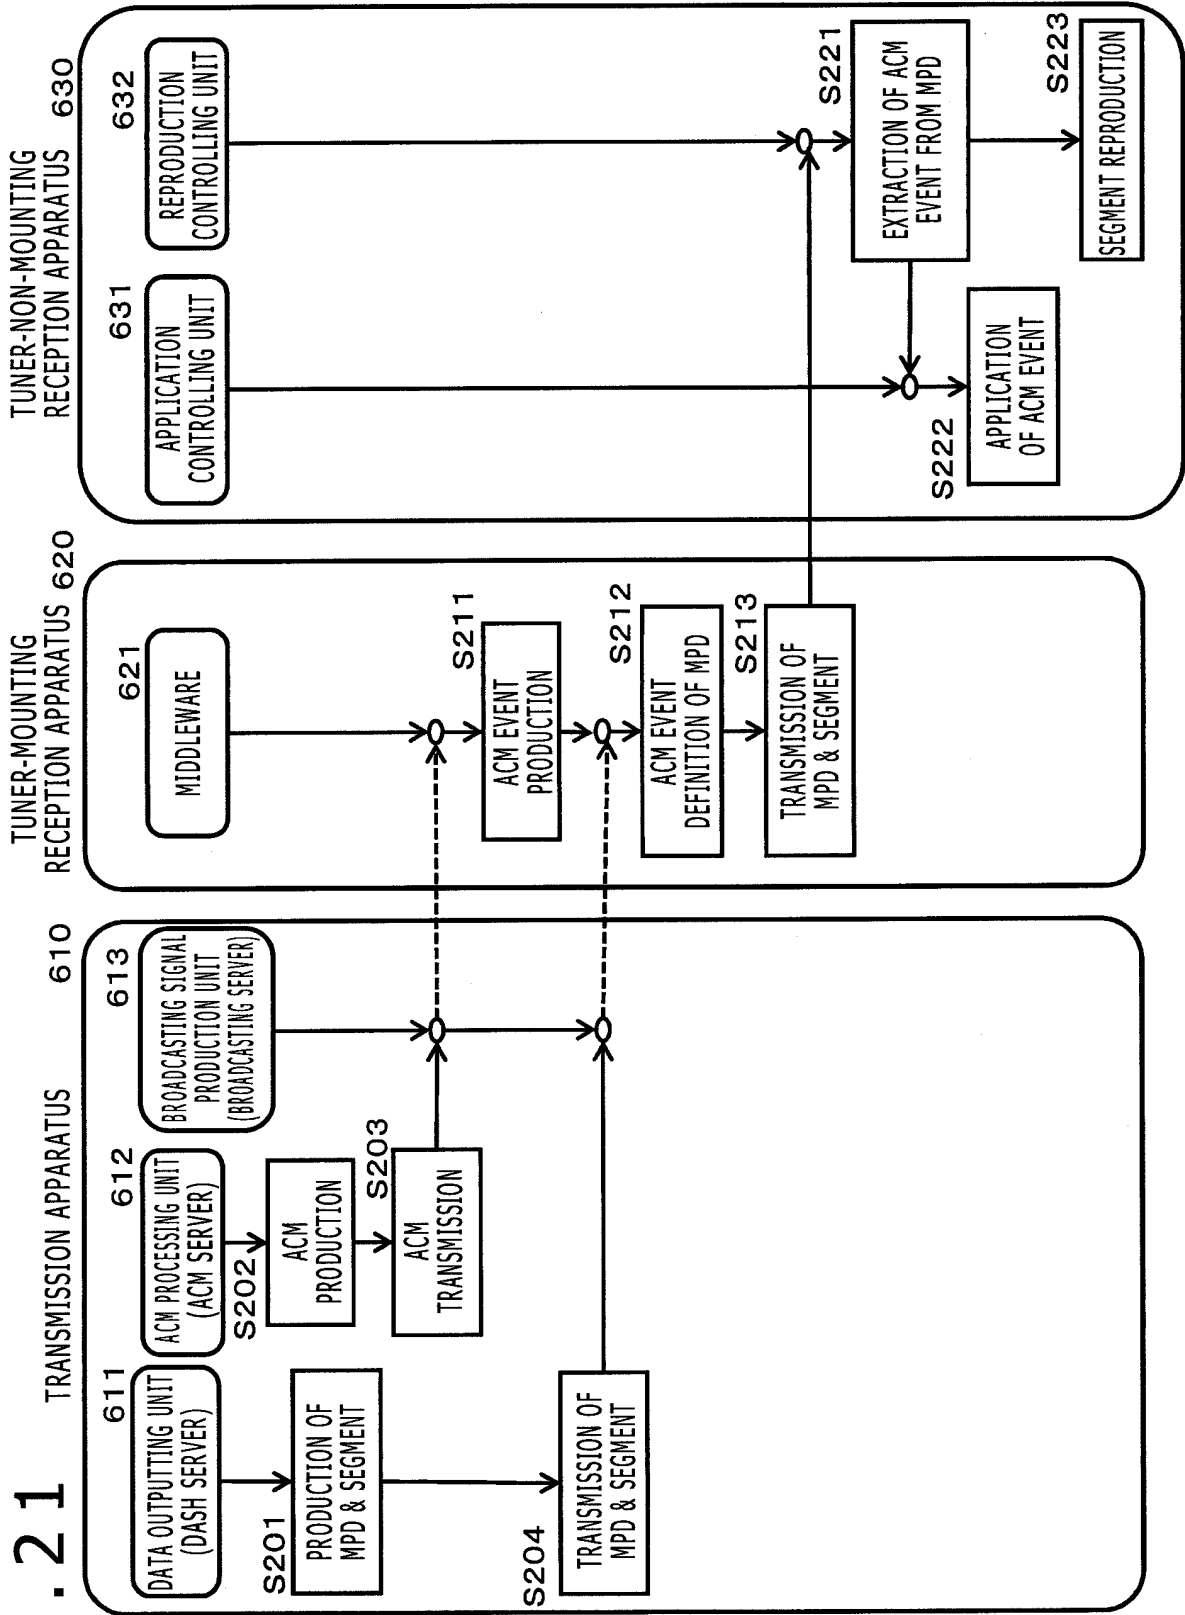 .21
TRANSMISSION APPARATUS 610
611
DATA OUTPUTTING UNIT
(DASH SERVER)
S201
PRODUCTION OF
MPD & SEGMENT
S204
TRANSMISSION OF
MPD & SEGMENT
612
ACM PROCESSING UNIT
(ACM SERVER)
S202
ACM
PRODUCTION
S203
ACM
TRANSMISSION
613
BROADCASTING SIGNAL
PRODUCTION UNIT
(BROADCASTING SERVER)
TUNER-MOUNTING
RECEPTION APPARATUS 620
621
MIDDLEWARE
S211
ACM EVENT
PRODUCTION
S212
ACM EVENT
DEFINITION OF MPD
S213
TRANSMISSION OF
MPD & SEGMENT
TUNER-NON-MOUNTING
RECEPTION APPARATUS 630
631
APPLICATION
CONTROLLING UNIT
S222
APPLICATION
OF ACM EVENT
632
REPRODUCTION
CONTROLLING UNIT
S221
EXTRACTION OF ACM
EVENT FROM MPD
S223
SEGMENT REPRODUCTION